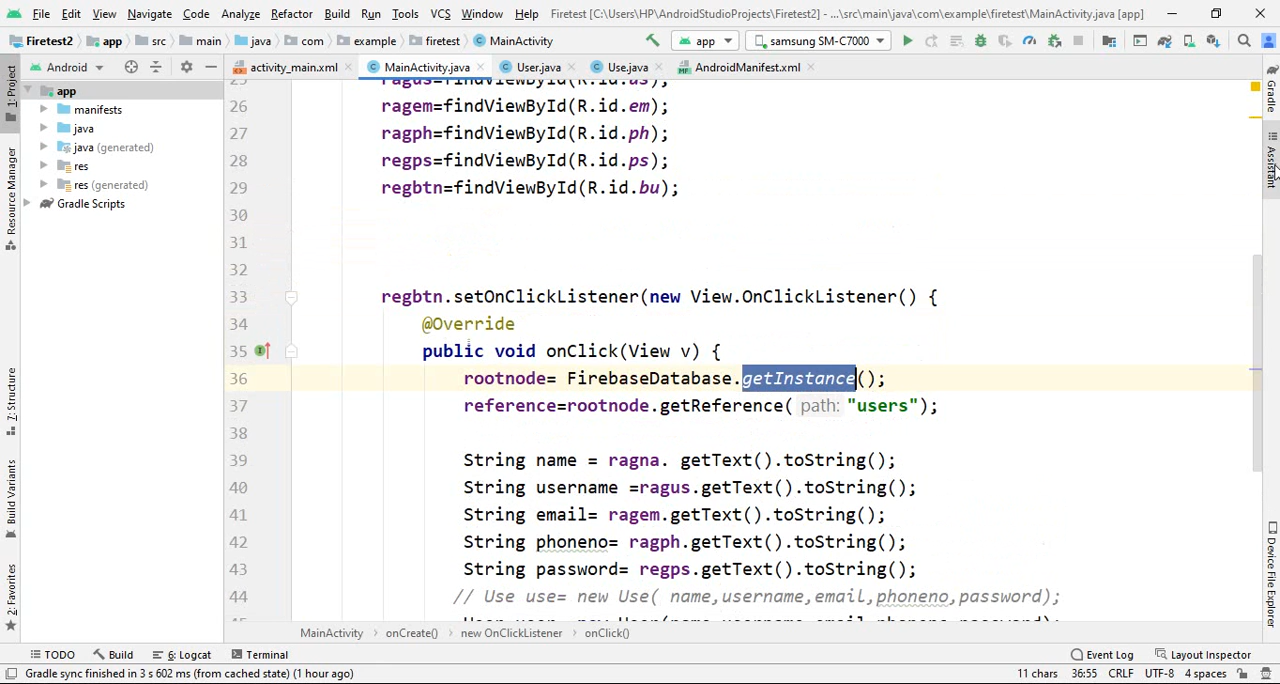 File Edit View Navigate Code Analyze Refactor Build Run Tools VCS Window Help Firetest [C:\Users\HP\AndroidStudioProjects\Firetest2] - ...\src\main\java\com\example\firetest\MainActivity.java [app]
Firetest2 app src main java com example firetest MainActivity app samsung SM-C7000
Android activity_main.xml MainActivity.java User.java Use.java AndroidManifest.xml
1: Project
Resource Manager
Z: Structure
Build Variants
2: Favorites
app
manifests
java
java (generated)
res
res (generated)
Gradle Scripts
25 ragus=findViewById(R.id.us);
26 ragem=findViewById(R.id.em);
27 ragph=findViewById(R.id.ph);
28 regps=findViewById(R.id.ps);
29 regbtn=findViewById(R.id.bu);
30
31
32
33 regbtn.setOnClickListener(new View.OnClickListener() {
34 @Override
35 public void onClick(View v) {
36 rootnode= FirebaseDatabase.getInstance();
37 reference=rootnode.getReference( path: "users");
38
39 String name = ragna. getText().toString();
40 String username =ragus.getText().toString();
41 String email= ragem.getText().toString();
42 String phoneno= ragph.getText().toString();
43 String password= regps.getText().toString();
44 // Use use= new Use( name,username,email,phoneno,password);
MainActivity onCreate() new OnClickListener onClick()
Gradle
Assistant
Device File Explorer
TODO Build 6: Logcat Terminal Event Log Layout Inspector
Gradle sync finished in 3 s 602 ms (from cached state) (1 hour ago) 11 chars 36:55 CRLF UTF-8 4 spaces